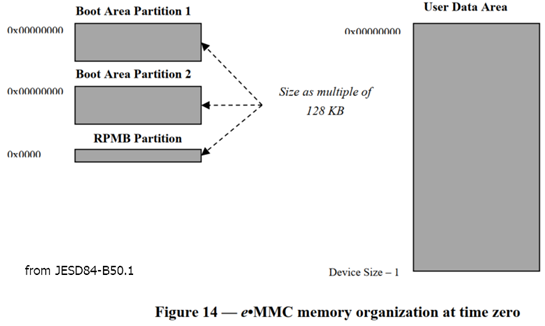 Boot Area Partition 1
0x00000000
Boot Area Partition 2
0x00000000
RPMB Partition
0x0000
Size as multiple of
128 KB
User Data Area
0x00000000
Device Size – 1
from JESD84-B50.1
Figure 14 — e•MMC memory organization at time zero